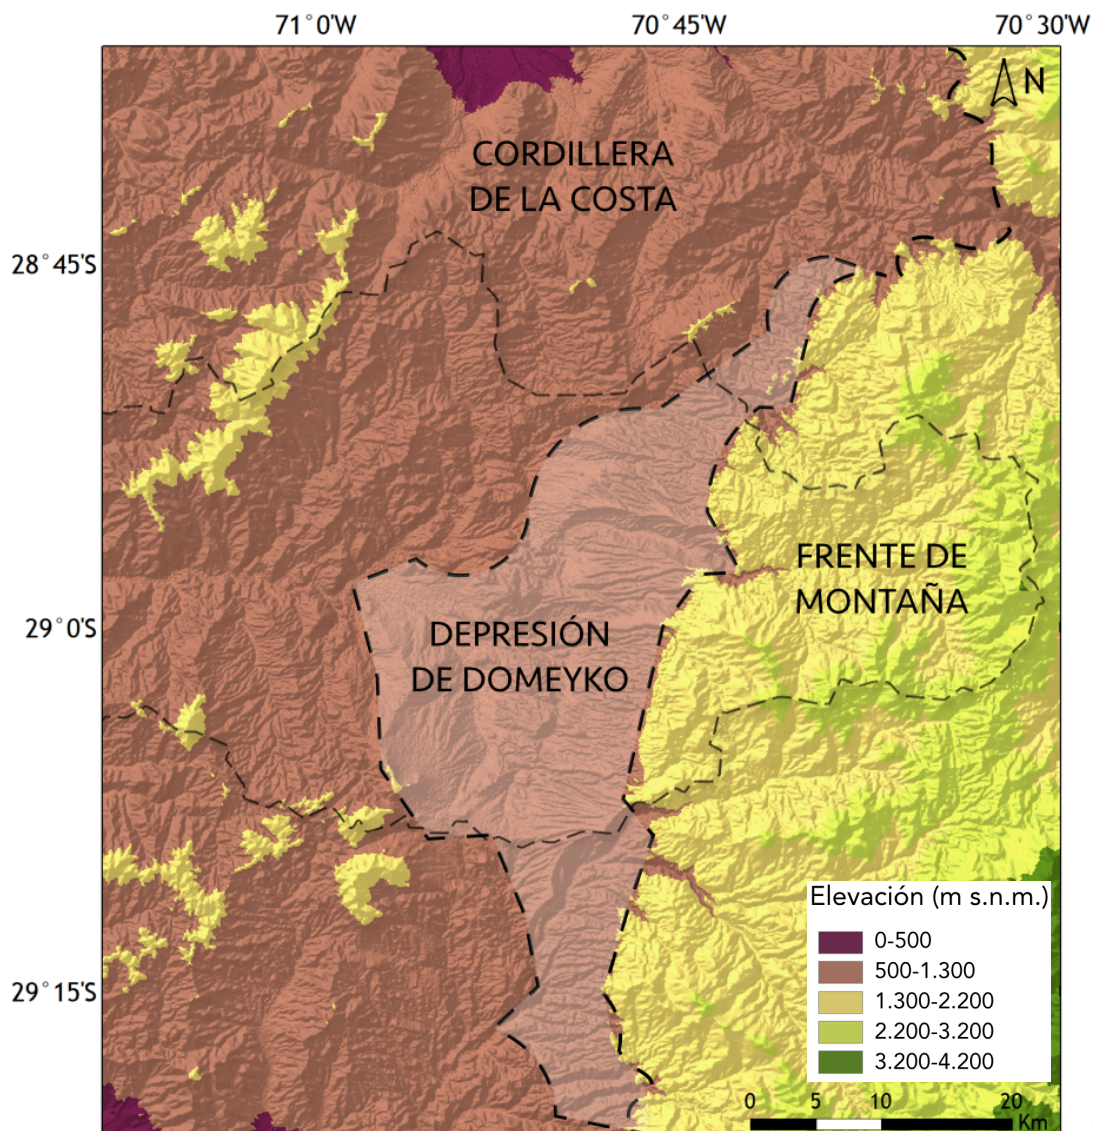 71°0'W
70°45'W
70°30'W
N
CORDILLERA
DE LA COSTA
28°45'S
FRENTE DE
MONTAÑA
29°0'S
DEPRESIÓN
DE DOMEYKO
29°15'S
Elevación (m s.n.m.)
0-500
500-1.300
1.300-2.200
2.200-3.200
3.200-4.200
0 5 10 20
Km